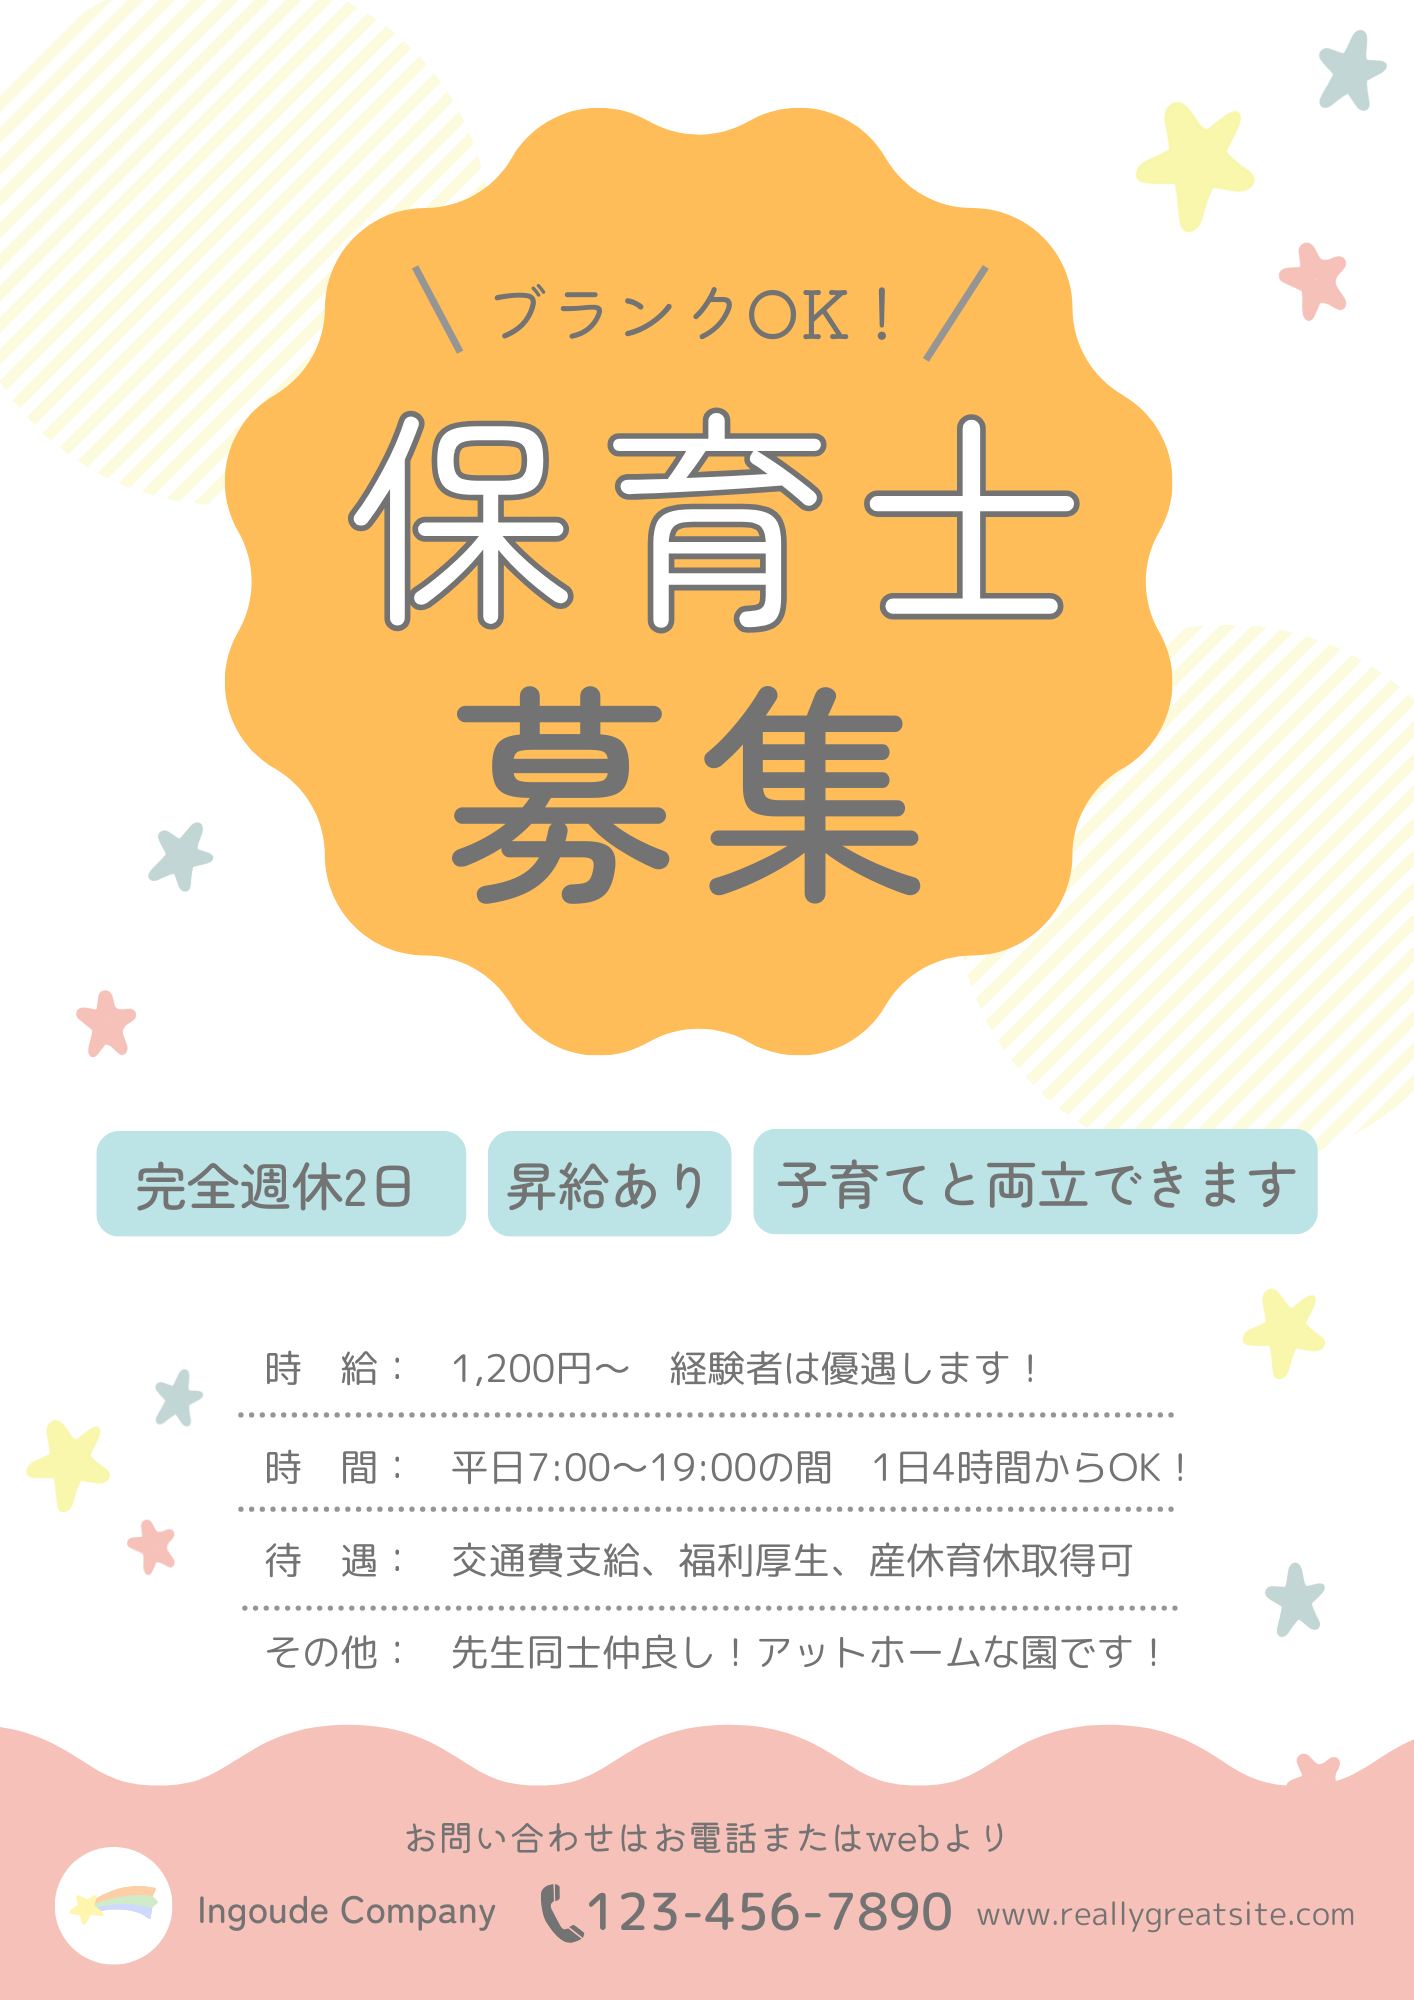 ブランクOK！
保育士
募集
完全週休2日 昇給あり 子育てと両立できます
時　給：　1,200円～　経験者は優遇します！
時　間：　平日7:00～19:00の間　1日4時間からOK！
待　遇：　交通費支給、福利厚生、産休育休取得可
その他：　先生同士仲良し！アットホームな園です！
お問い合わせはお電話またはwebより
Ingoude Company 123-456-7890 www.reallygreatsite.com